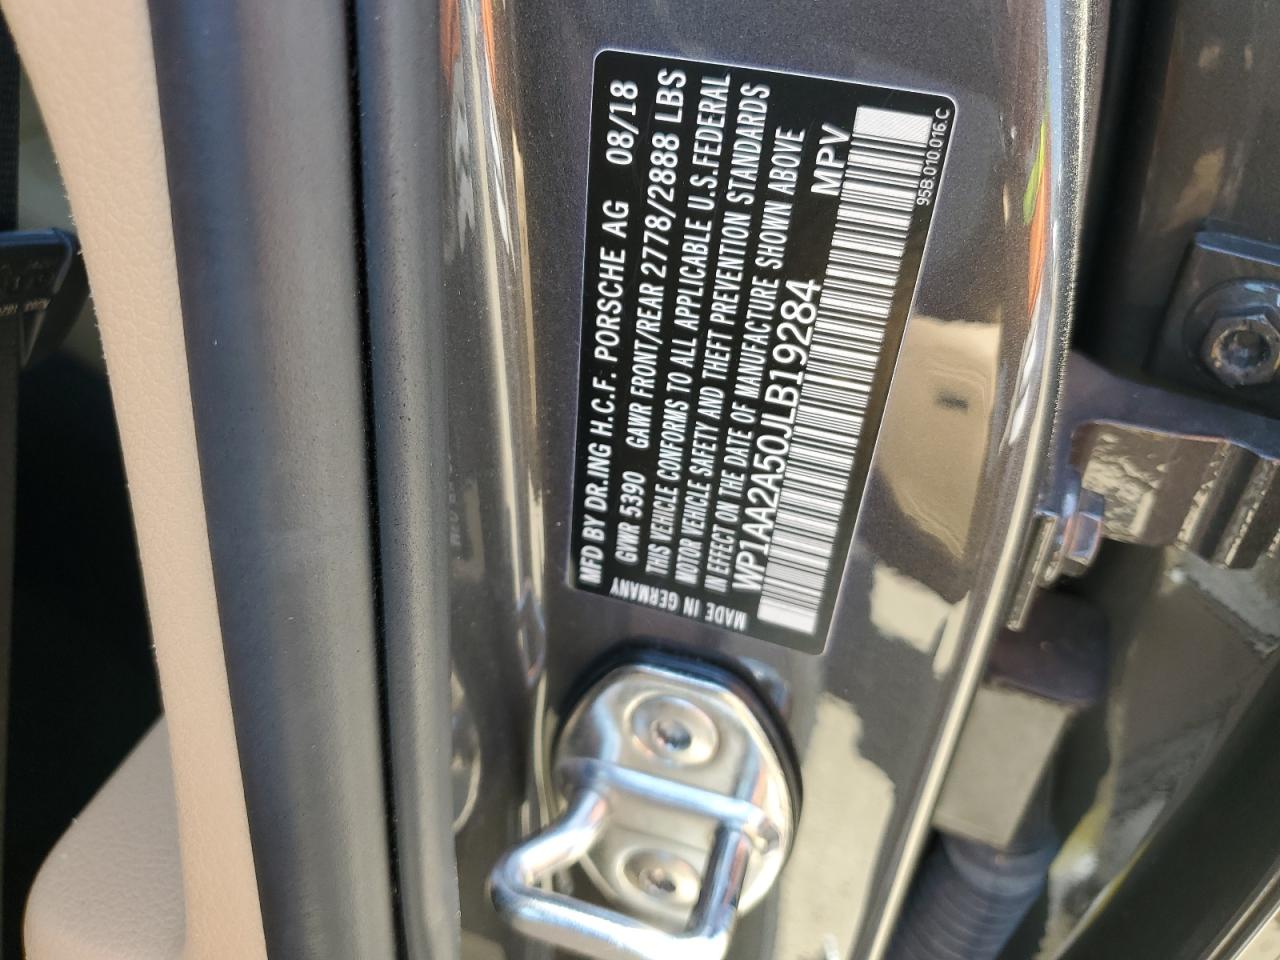 MFD BY DR.ING H.C.F. PORSCHE AG 08/18
GWR 5390 GAWR FRONT/REAR 2778/2888 LBS
THIS VEHICLE CONFORMS TO ALL APPLICABLE U.S.FEDERAL
MOTOR VEHICLE SAFETY AND THEFT PREVENTION STANDARDS
IN EFFECT ON THE DATE OF MANUFACTURE SHOWN ABOVE
WP1AA2A50JLB19284 MPV
95B.010.016.C
MADE IN GERMANY